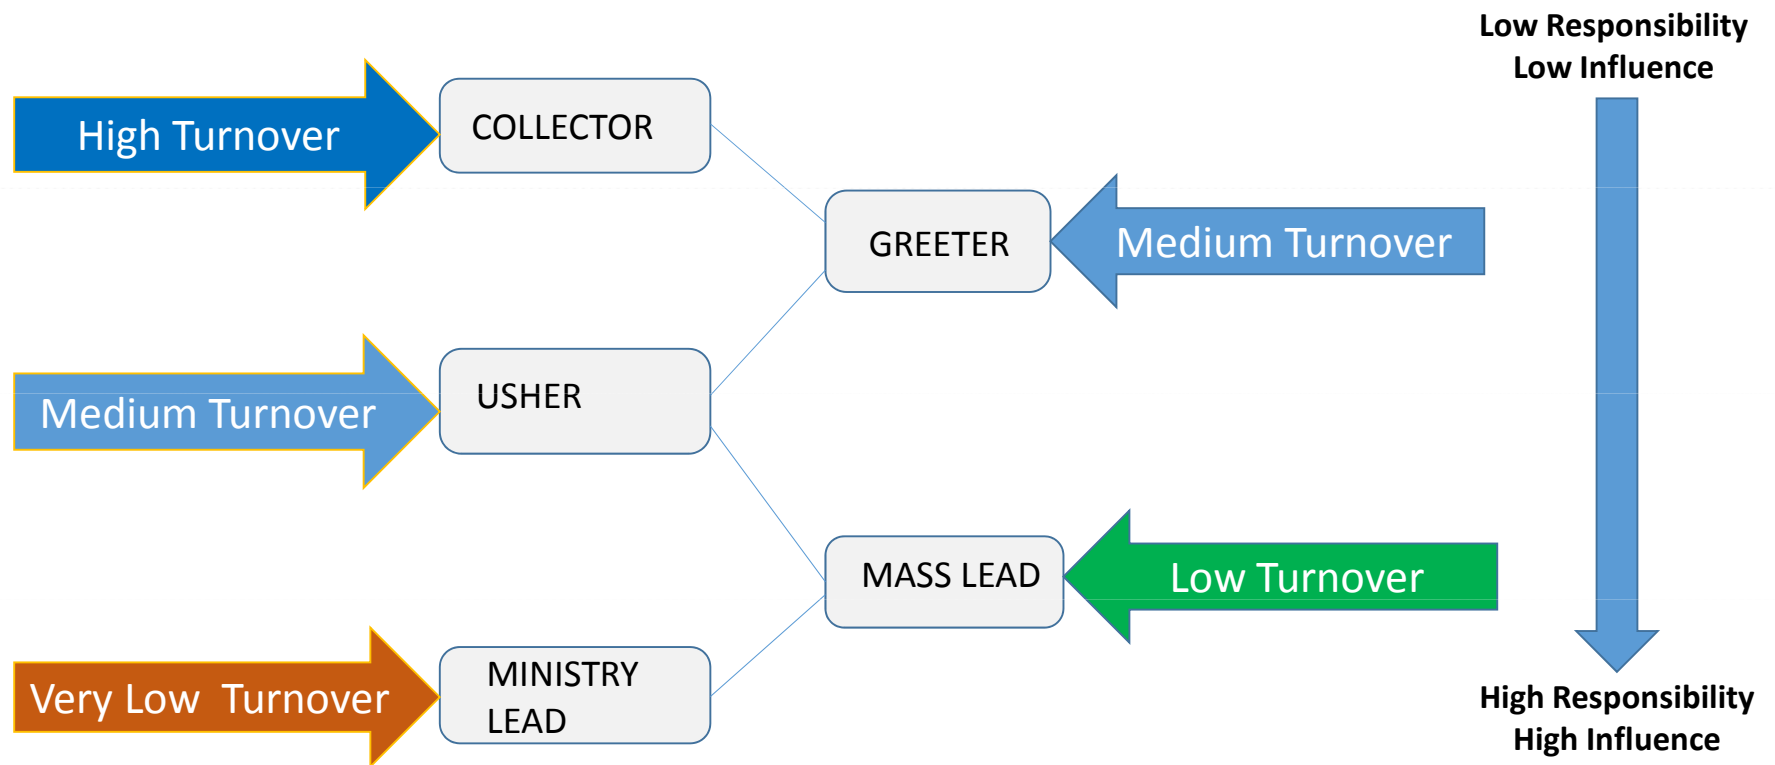 Low Responsibility
Low Influence
High Turnover
COLLECTOR
GREETER
Medium Turnover
Medium Turnover
USHER
MASS LEAD
Low Turnover
Very Low  Turnover
MINISTRY
LEAD
High Responsibility
High Influence